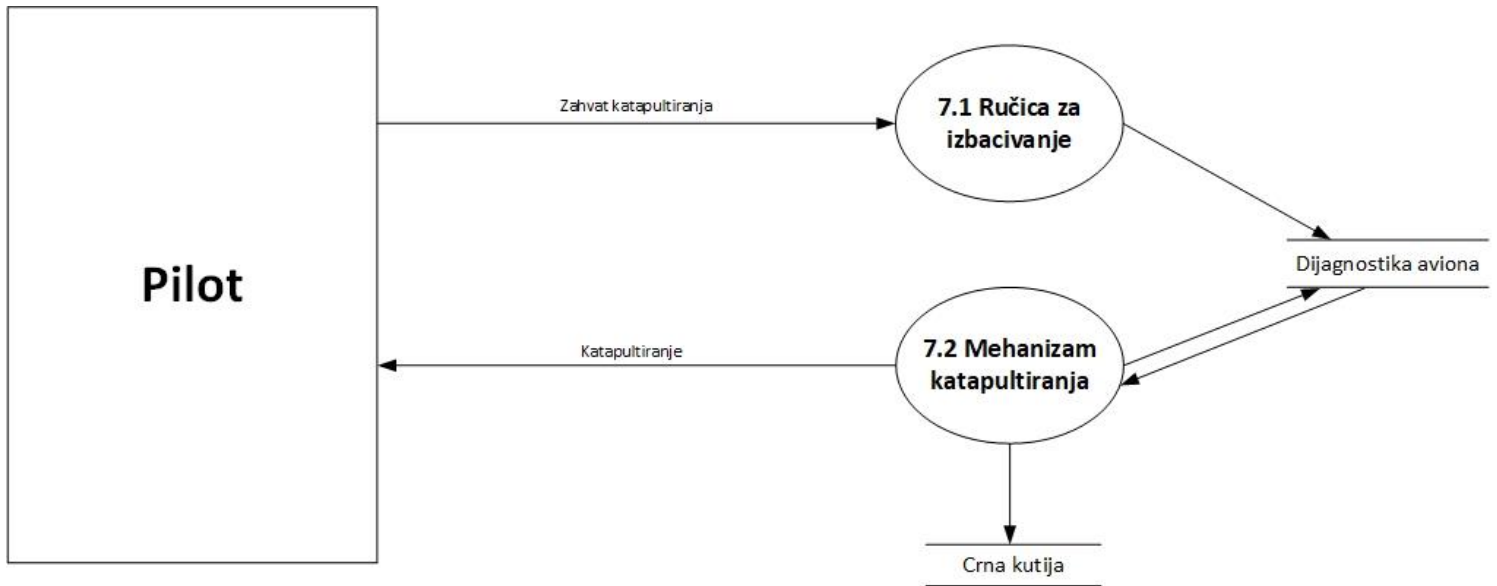 Zahvat katapultiranja
7.1 Ručica za
izbacivanje
Pilot
Dijagnostika aviona
Katapultiranje
7.2 Mehanizam
katapultiranja
Crna kutija